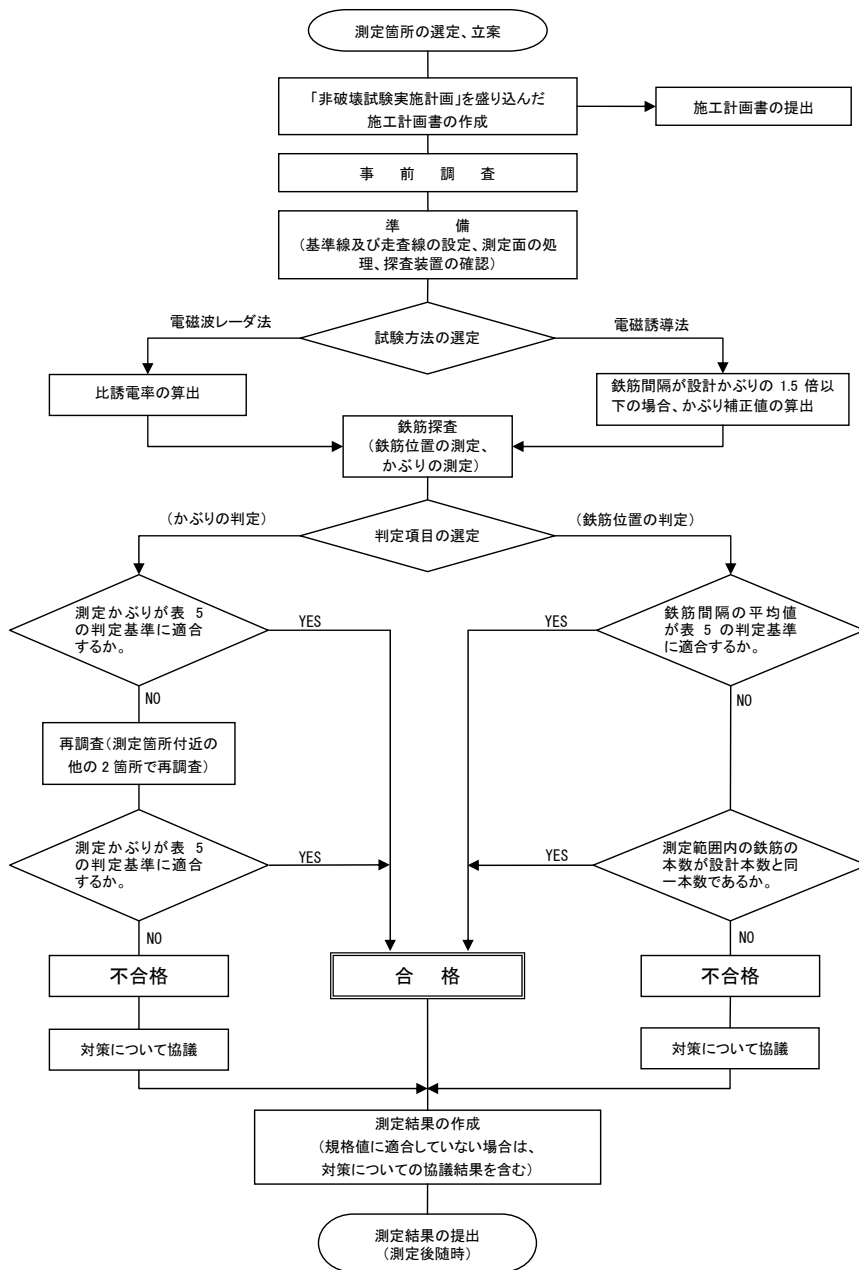 測定箇所の選定、立案
「非破壊試験実施計画」を盛り込んだ
施工計画書の作成
施工計画書の提出
事 前 調 査
準 備
(基準線及び走査線の設定、測定面の処
理、探査装置の確認)
電磁波レーダ法
試験方法の選定
電磁誘導法
比誘電率の算出
鉄筋間隔が設計かぶりの 1.5 倍以
下の場合、かぶり補正値の算出
鉄筋探査
(鉄筋位置の測定、
かぶりの測定)
(かぶりの判定)
判定項目の選定
(鉄筋位置の判定)
測定かぶりが表 5
の判定基準に適合
するか。
YES
NO
鉄筋間隔の平均値
が表 5 の判定基準
に適合するか。
YES
NO
再調査(測定箇所付近の
他の 2 箇所で再調査)
測定かぶりが表 5
の判定基準に適合
するか。
YES
NO
測定範囲内の鉄筋の
本数が設計本数と同
一本数であるか。
YES
NO
不合格
合 格
不合格
対策について協議
対策について協議
測定結果の作成
(規格値に適合していない場合は、
対策についての協議結果を含む)
測定結果の提出
(測定後随時)